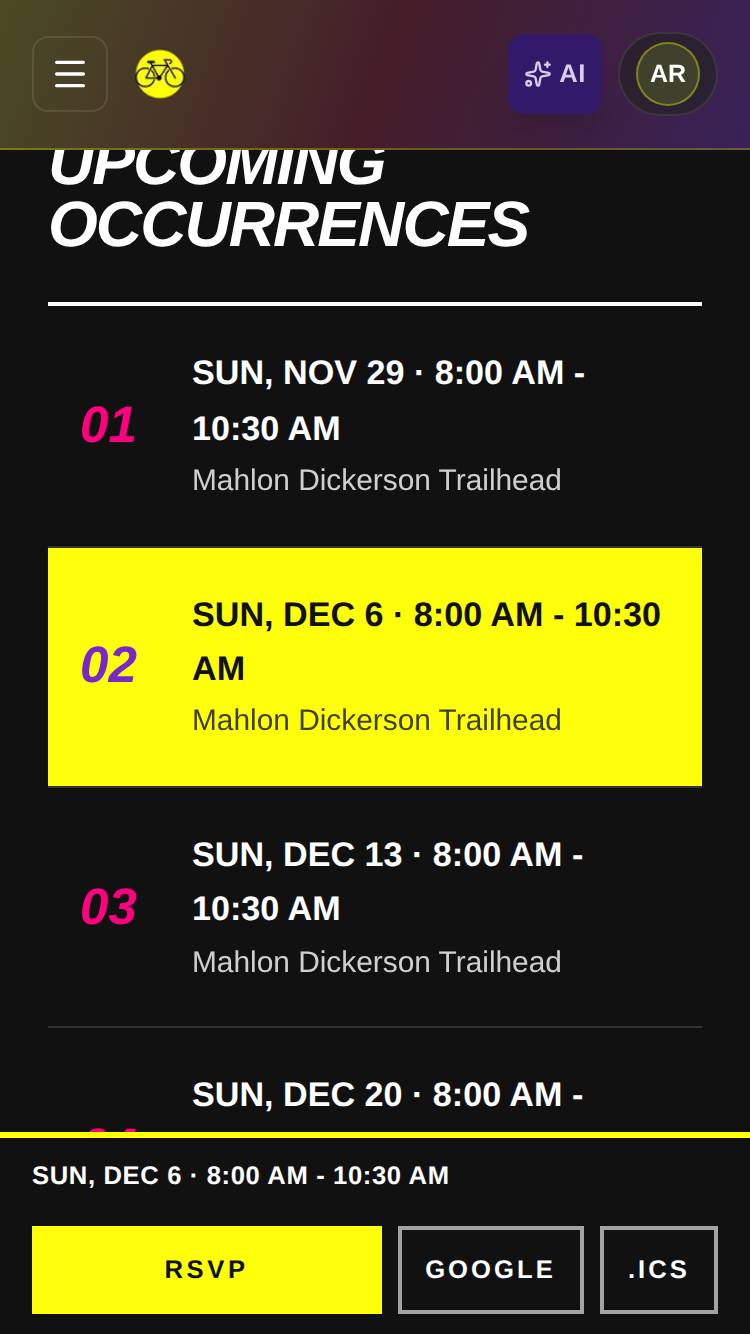 AI
AR
UPCOMING
OCCURRENCES
01
SUN, NOV 29 · 8:00 AM -
10:30 AM
Mahlon Dickerson Trailhead
02
SUN, DEC 6 · 8:00 AM - 10:30
AM
Mahlon Dickerson Trailhead
03
SUN, DEC 13 · 8:00 AM -
10:30 AM
Mahlon Dickerson Trailhead
SUN, DEC 20 · 8:00 AM -
SUN, DEC 6 · 8:00 AM - 10:30 AM
RSVP
GOOGLE
.ICS